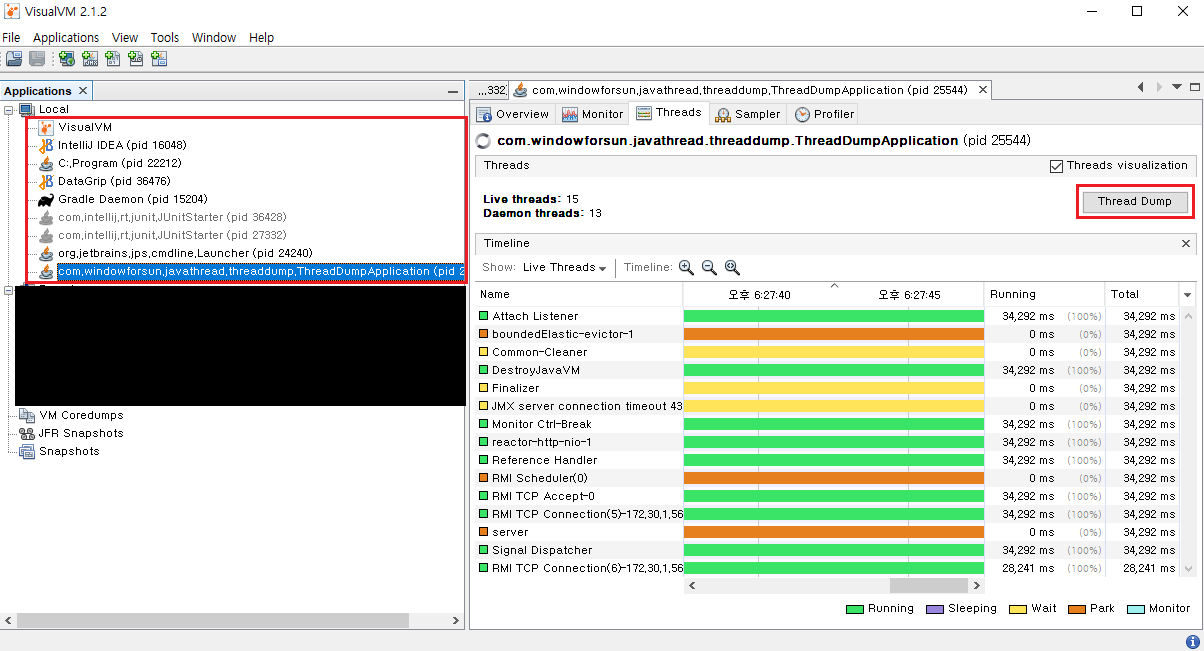 VisualVM 2.1.2
File Applications View Tools Window Help
Applications
Local
VisualVM
IntelliJ IDEA (pid 16048)
C:,Program (pid 22212)
DataGrip (pid 36476)
Gradle Daemon (pid 15204)
com,intellij,rt,junit,JUnitStarter (pid 36428)
com,intellij,rt,junit,JUnitStarter (pid 27332)
org,jetbrains,jps,cmdline,Launcher (pid 24240)
com,windowforsun,javathread,threaddump,ThreadDumpApplication (pid 2
VM Coredumps
JFR Snapshots
Snapshots
...,332) com,windowforsun,javathread,threaddump,ThreadDumpApplication (pid 25544)
Overview Monitor Threads Sampler Profiler
com.windowforsun.javathread.threaddump.ThreadDumpApplication (pid 25544)
Threads Threads visualization
Live threads: 15
Daemon threads: 13
Thread Dump
Timeline
Show: Live Threads Timeline:
Name 오후 6:27:40 오후 6:27:45 Running Total
Attach Listener 34,292 ms (100%) 34,292 ms
boundedElastic-evictor-1 0 ms (0%) 34,292 ms
Common-Cleaner 0 ms (0%) 34,292 ms
DestroyJavaVM 34,292 ms (100%) 34,292 ms
Finalizer 0 ms (0%) 34,292 ms
JMX server connection timeout 43 0 ms (0%) 34,292 ms
Monitor Ctrl-Break 34,292 ms (100%) 34,292 ms
reactor-http-nio-1 34,292 ms (100%) 34,292 ms
Reference Handler 34,292 ms (100%) 34,292 ms
RMI Scheduler(0) 0 ms (0%) 34,292 ms
RMI TCP Accept-0 34,292 ms (100%) 34,292 ms
RMI TCP Connection(5)-172,30,1,56 34,292 ms (100%) 34,292 ms
server 0 ms (0%) 34,292 ms
Signal Dispatcher 34,292 ms (100%) 34,292 ms
RMI TCP Connection(6)-172,30,1,56 28,241 ms (100%) 28,241 ms
Running Sleeping Wait Park Monitor